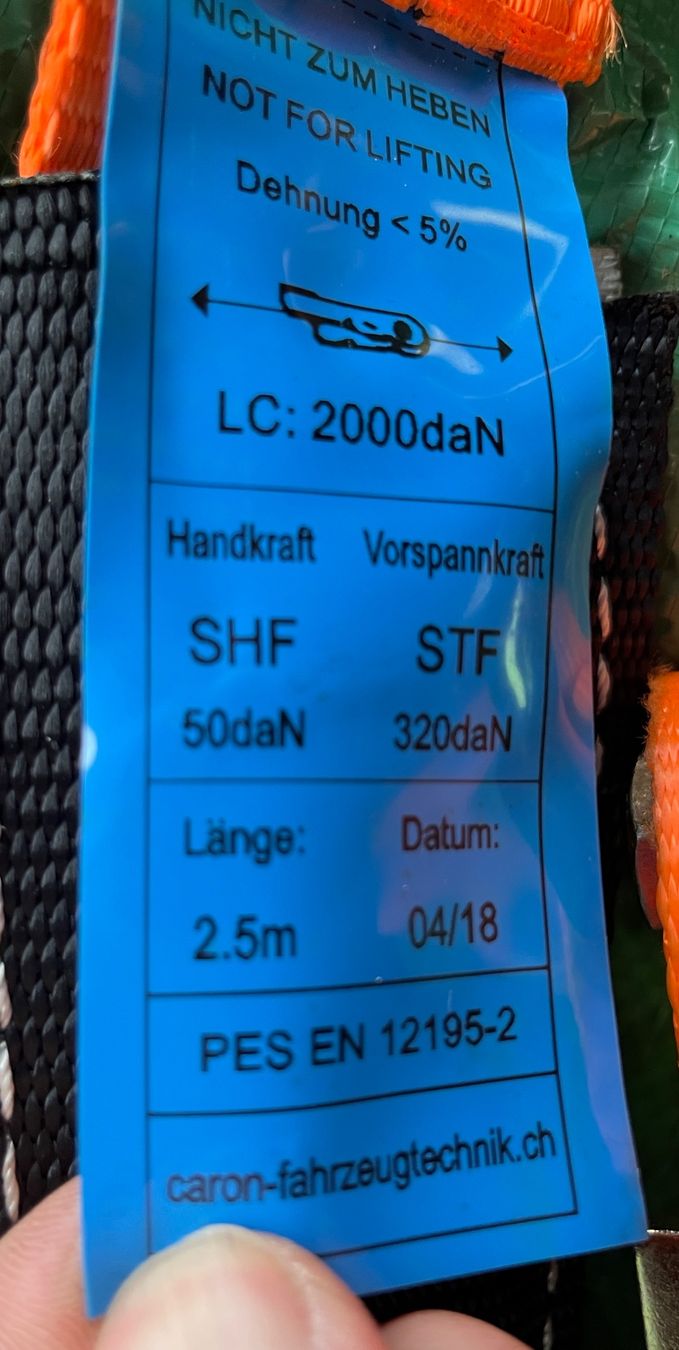 NICHT ZUM HEBEN
NOT FOR LIFTING
Dehnung < 5%
LC: 2000daN
Handkraft Vorspannkraft
SHF STF
50daN 320daN
Länge: Datum:
2.5m 04/18
PES EN 12195-2
caron-fahrzeugtechnik.ch